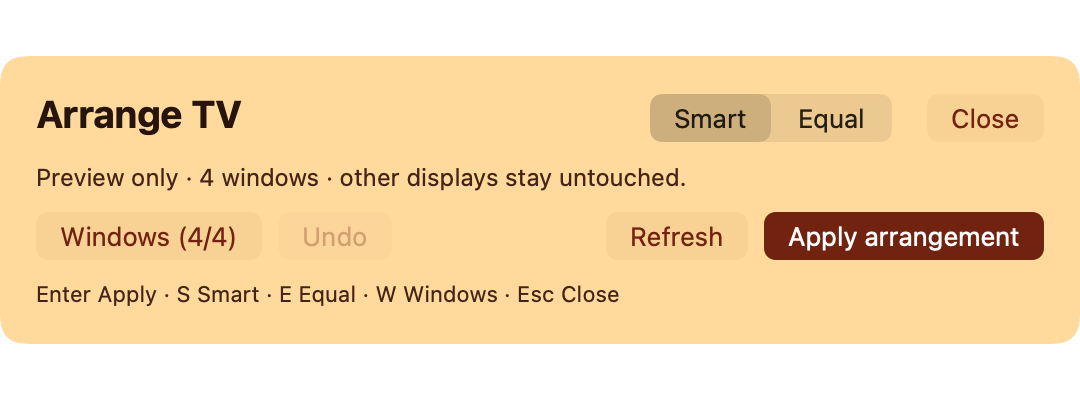 Arrange TV Smart Equal Close
Preview only · 4 windows · other displays stay untouched.
Windows (4/4) Undo Refresh Apply arrangement
Enter Apply · S Smart · E Equal · W Windows · Esc Close